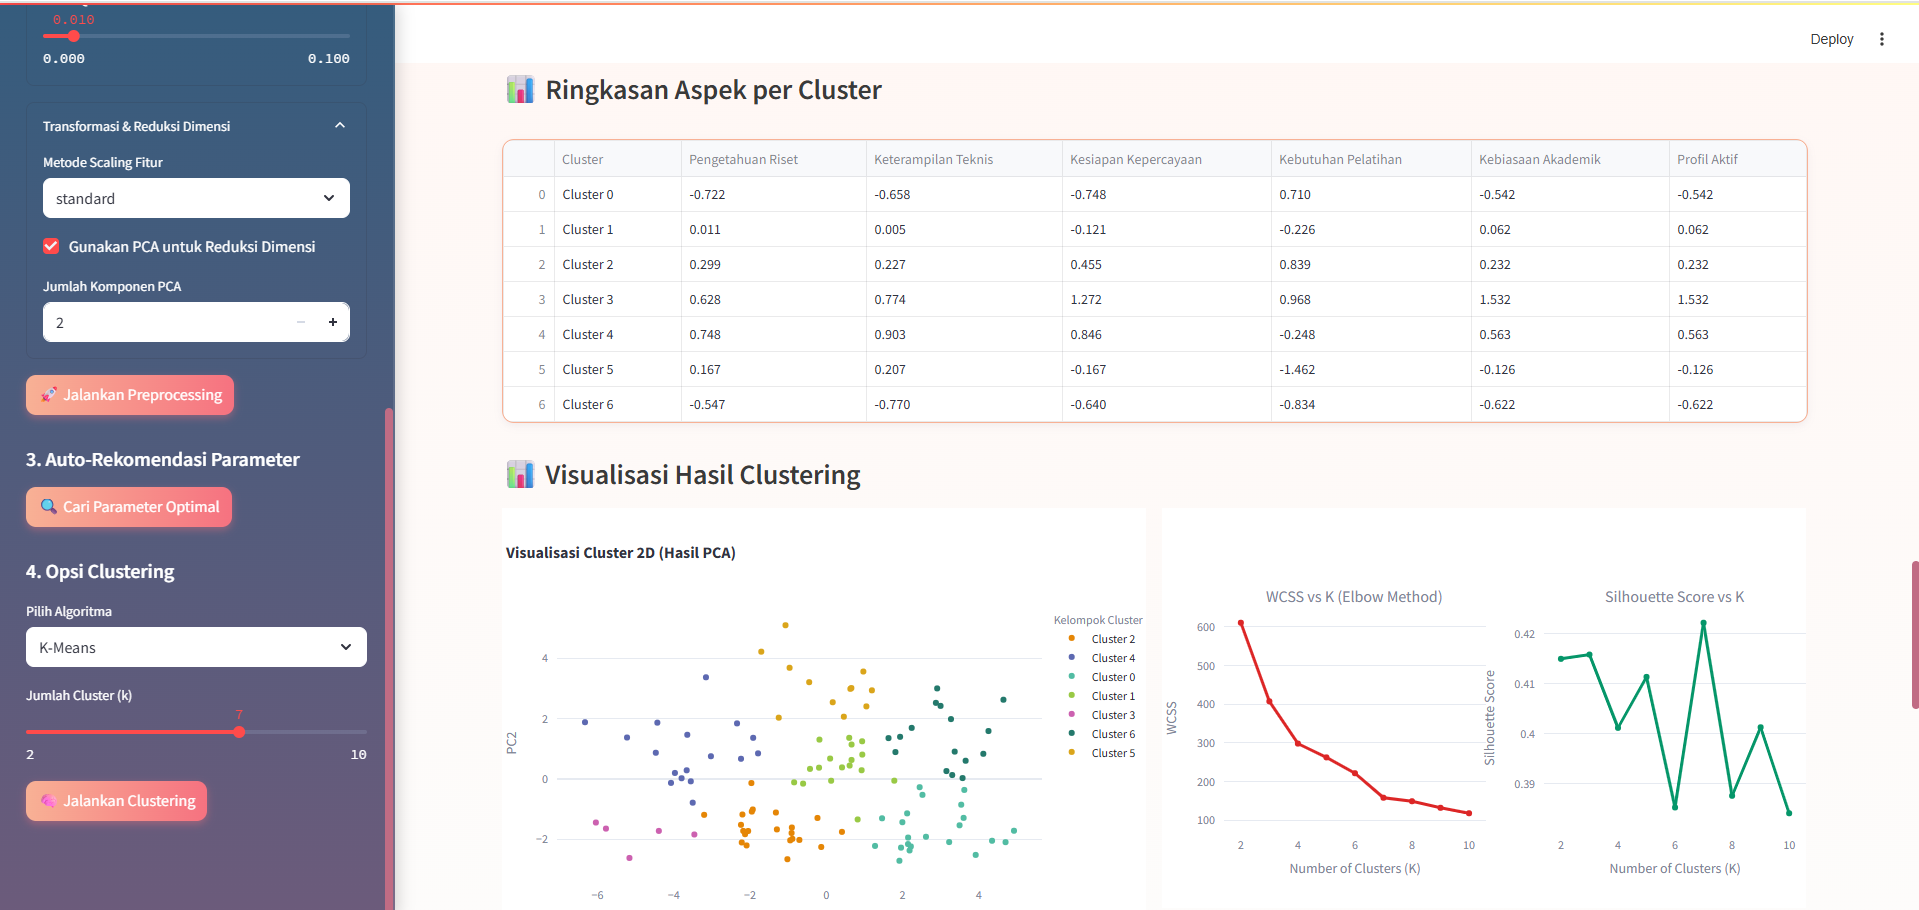 0.010
0.000 0.100
Transformasi & Reduksi Dimensi
Metode Scaling Fitur
standard
Gunakan PCA untuk Reduksi Dimensi
Jumlah Komponen PCA
2
Jalankan Preprocessing
3. Auto-Rekomendasi Parameter
Cari Parameter Optimal
4. Opsi Clustering
Pilih Algoritma
K-Means
Jumlah Cluster (k)
7
2 10
Jalankan Clustering
Deploy
Ringkasan Aspek per Cluster
Cluster Pengetahuan Riset Keterampilan Teknis Kesiapan Kepercayaan Kebutuhan Pelatihan Kebiasaan Akademik Profil Aktif
0 Cluster 0 -0.722 -0.658 -0.748 0.710 -0.542 -0.542
1 Cluster 1 0.011 0.005 -0.121 -0.226 0.062 0.062
2 Cluster 2 0.299 0.227 0.455 0.839 0.232 0.232
3 Cluster 3 0.628 0.774 1.272 0.968 1.532 1.532
4 Cluster 4 0.748 0.903 0.846 -0.248 0.563 0.563
5 Cluster 5 0.167 0.207 -0.167 -1.462 -0.126 -0.126
6 Cluster 6 -0.547 -0.770 -0.640 -0.834 -0.622 -0.622
Visualisasi Hasil Clustering
Visualisasi Cluster 2D (Hasil PCA)
Kelompok Cluster
Cluster 2
Cluster 4
Cluster 0
Cluster 1
Cluster 3
Cluster 6
Cluster 5
PC2
4
2
0
−2
−6 −4 −2 0 2 4
WCSS vs K (Elbow Method)
WCSS
600
500
400
300
200
100
2 4 6 8 10
Number of Clusters (K)
Silhouette Score vs K
Silhouette Score
0.42
0.41
0.4
0.39
2 4 6 8 10
Number of Clusters (K)